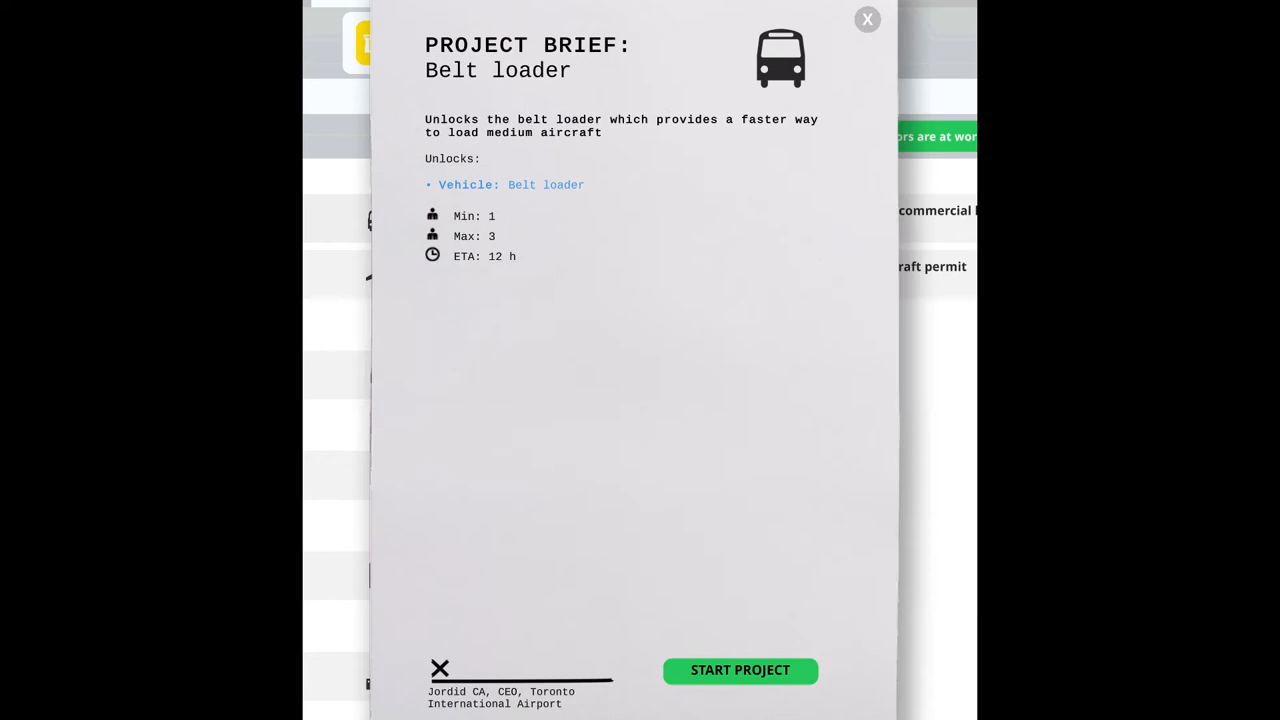 X
PROJECT BRIEF:
Belt loader
Unlocks the belt loader which provides a faster way
to load medium aircraft
Unlocks:
• Vehicle: Belt loader
Min: 1
Max: 3
ETA: 12 h
ors are at wor
commercial
raft permit
START PROJECT
Jordid CA, CEO, Toronto
International Airport